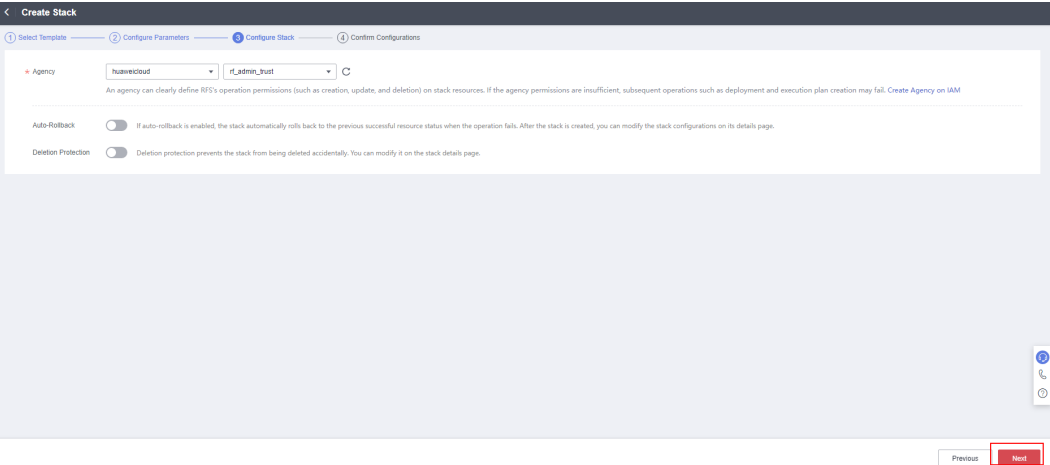 Create Stack
1 Select Template 2 Configure Parameters 3 Configure Stack 4 Confirm Configurations
* Agency huaweicloud rf_admin_trust
An agency can clearly define RFS's operation permissions (such as creation, update, and deletion) on stack resources. If the agency permissions are insufficient, subsequent operations such as deployment and execution plan creation may fail. Create Agency on IAM
Auto-Rollback If auto-rollback is enabled, the stack automatically rolls back to the previous successful resource status when the operation fails. After the stack is created, you can modify the stack configurations on its details page.
Deletion Protection Deletion protection prevents the stack from being deleted accidentally. You can modify it on the stack details page.
Previous Next